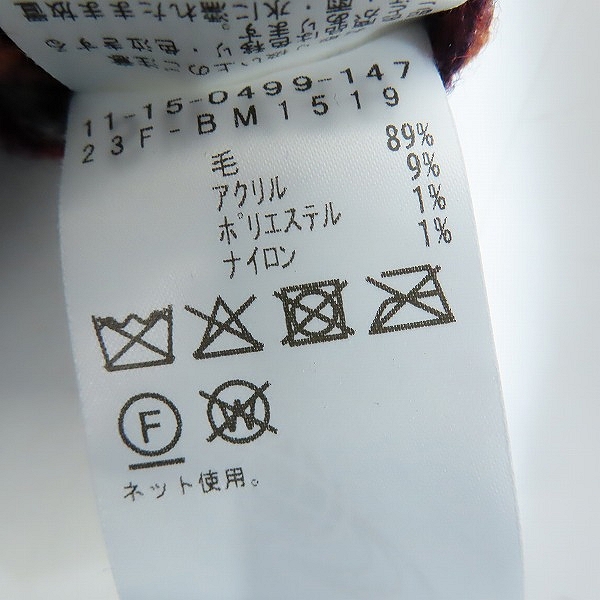 11-15-0499-147
23F-BM1519
毛 89%
アクリル 9%
ポリエステル 1%
ナイロン 1%
F
W
ネット使用。